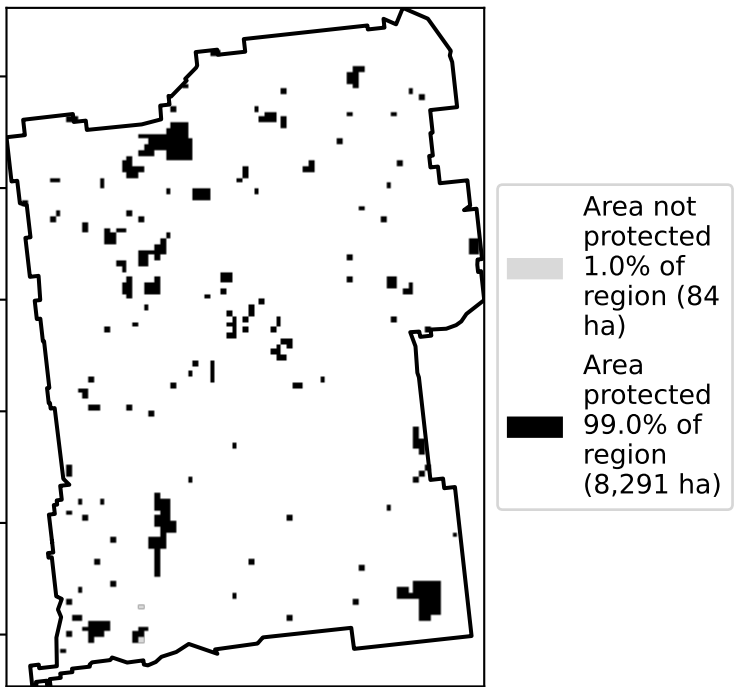 Area not
protected
1.0% of
region (84
ha)
Area
protected
99.0% of
region
(8,291 ha)